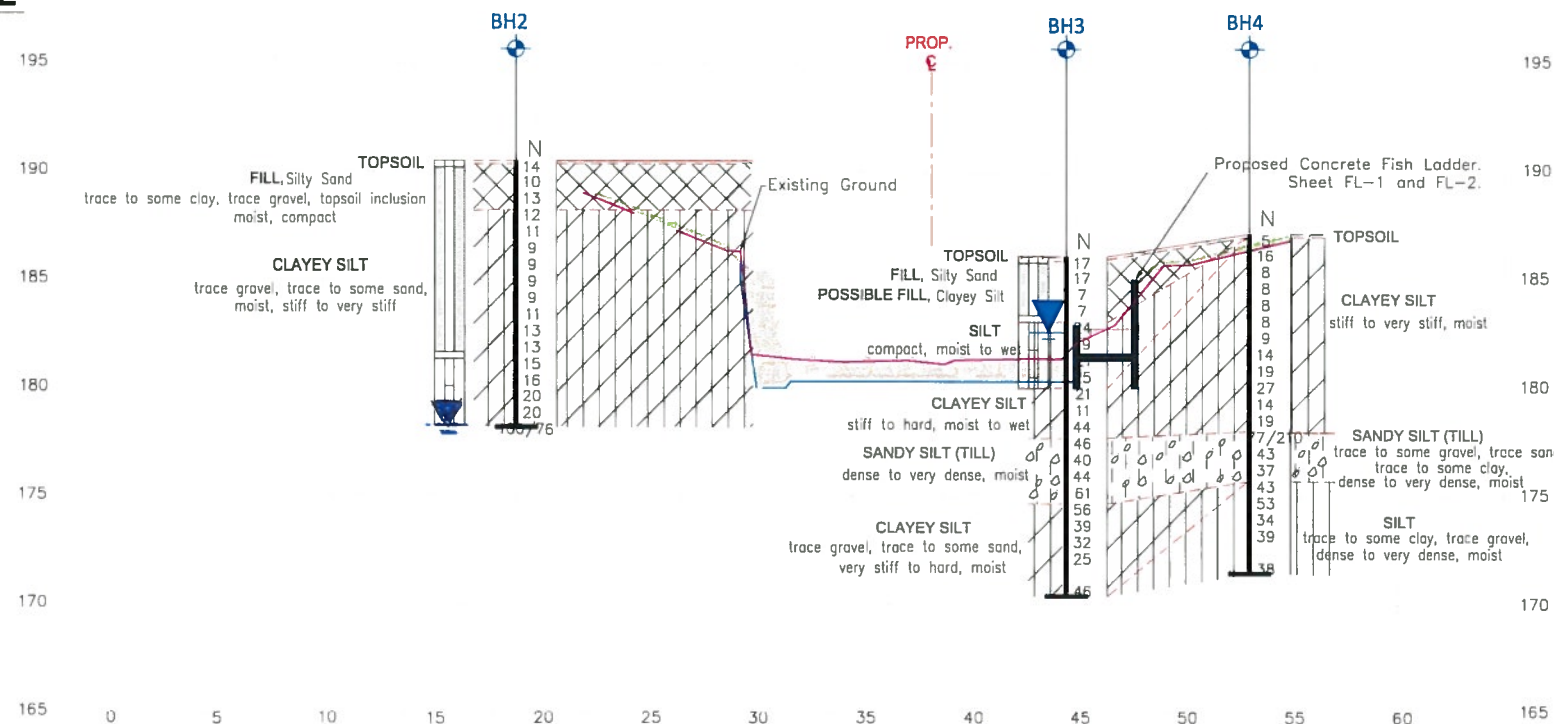 BH2
BH3
BH4
195
PROP.
195
N
TOPSOIL
190
FILL, Silty Sand
trace to some clay, trace gravel, topsoil inclusion
moist, compact
14
10
13
12
11
9
9
9
9
11
13
13
15
16
20
20
100/76
Existing Ground
Proposed Concrete Fish Ladder.
Sheet FL-1 and FL-2.
190
CLAYEY SILT
trace gravel, trace to some sand,
moist, stiff to very stiff
185
N
TOPSOIL
FILL, Silty Sand
POSSIBLE FILL, Clayey Silt
SILT
compact, moist to wet
CLAYEY SILT
stiff to hard, moist to wet
SANDY SILT (TILL)
dense to very dense, moist
CLAYEY SILT
trace gravel, trace to some sand,
very stiff to hard, moist
17
17
7
7
21
11
44
46
40
44
61
56
39
32
25
46
N
5
16
8
8
8
8
9
14
19
27
14
19
77/210
43
37
43
53
34
39
38
TOPSOIL
185
CLAYEY SILT
stiff to very stiff, moist
180
180
SANDY SILT (TILL)
trace to some gravel, trace san
trace to some clay,
dense to very dense, moist
175
175
SILT
trace to some clay, trace gravel,
dense to very dense, moist
170
170
165
0
5
10
15
20
25
30
35
40
45
50
55
60
165